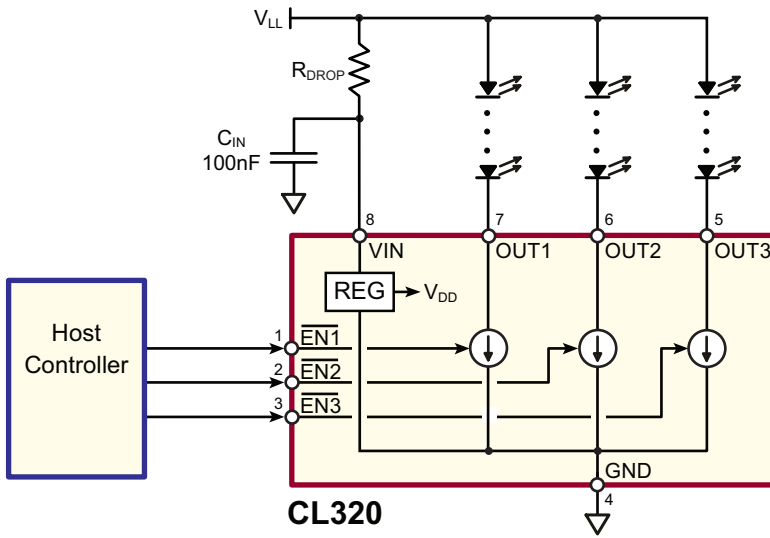 VLL
RDROP
CIN
100nF
8
7
6
5
VIN
OUT1
OUT2
OUT3
REG
VDD
Host
Controller
1
EN1
2
EN2
3
EN3
GND
4
CL320